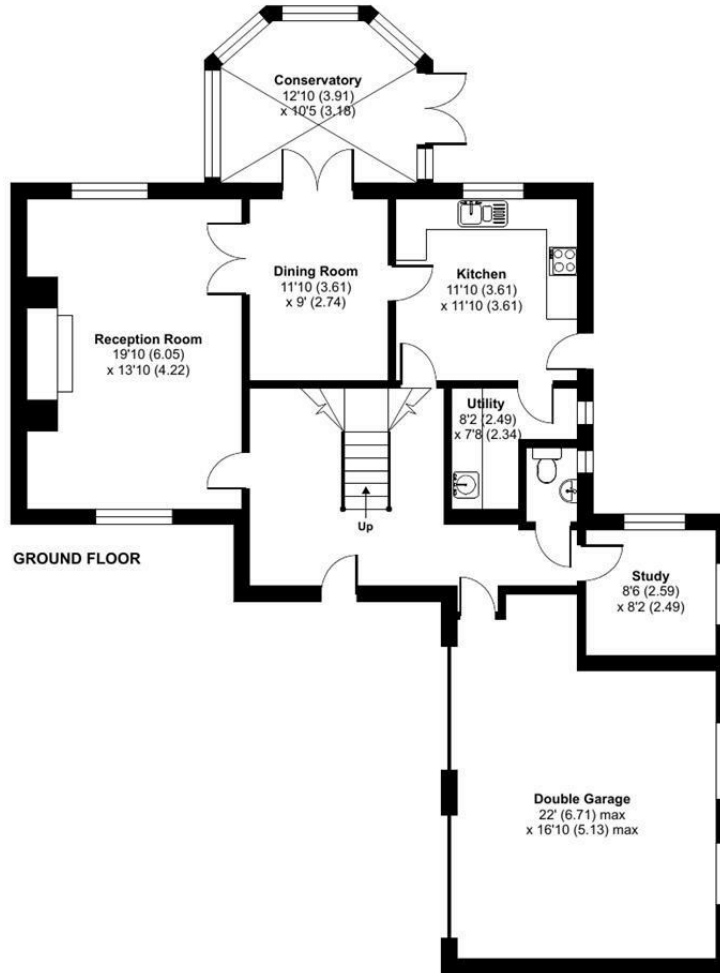 Conservatory
12'10 (3.91)
x 10'5 (3.18)
Dining Room
11'10 (3.61)
x 9' (2.74)
Kitchen
11'10 (3.61)
x 11'10 (3.61)
Reception Room
19'10 (6.05)
x 13'10 (4.22)
Utility
8'2 (2.49)
x 7'8 (2.34)
Up
GROUND FLOOR
Study
8'6 (2.59)
x 8'2 (2.49)
Double Garage
22' (6.71) max
x 16'10 (5.13) max